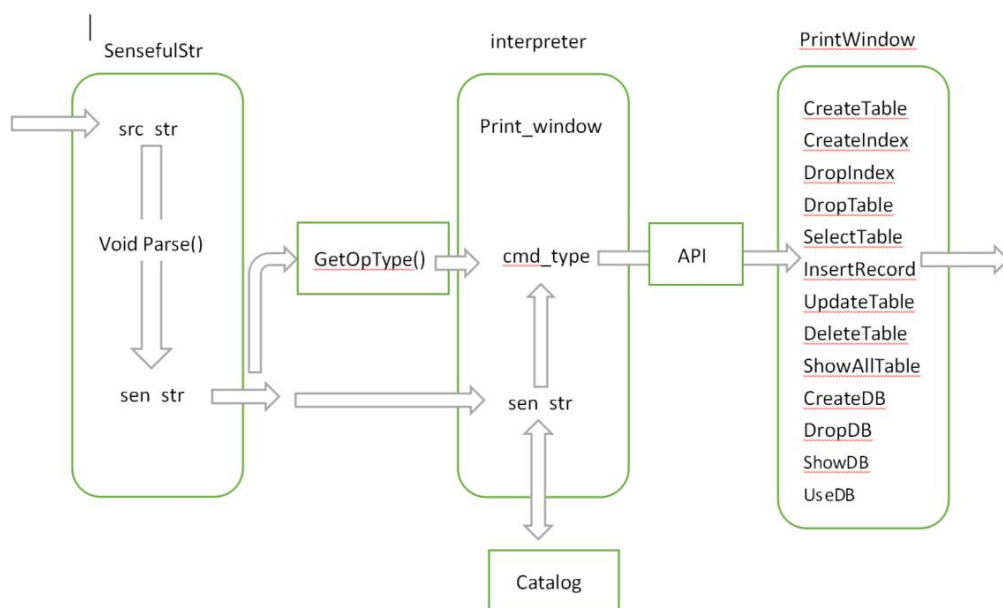 SensefulStr
src str
Void Parse()
sen str
GetOpType()
interpreter
Print_window
cmd_type
sen str
Catalog
API
PrintWindow
CreateTable
CreateIndex
DropIndex
DropTable
SelectTable
InsertRecord
UpdateTable
DeleteTable
ShowAllTable
CreateDB
DropDB
ShowDB
UseDB